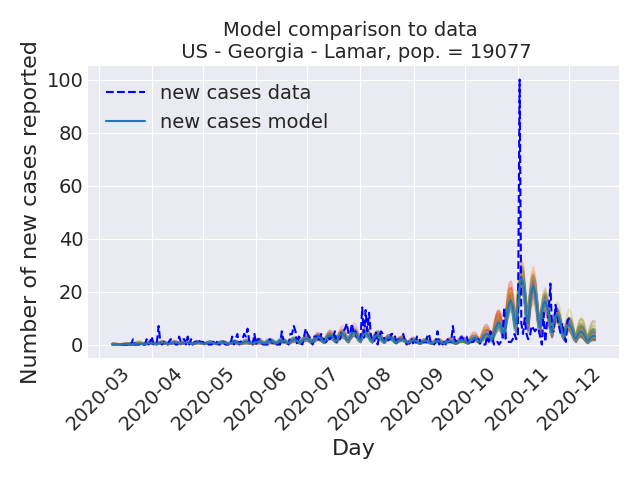 Model comparison to data
US - Georgia - Lamar, pop. = 19077
Number of new cases reported
100
80
60
40
20
0
new cases data
new cases model
2020-03
2020-04
2020-05
2020-06
2020-07
2020-08
2020-09
2020-10
2020-11
2020-12
Day